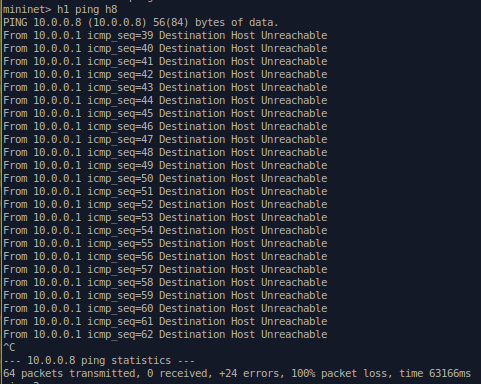 mininet> h1 ping h8
PING 10.0.0.8 (10.0.0.8) 56(84) bytes of data.
From 10.0.0.1 icmp_seq=39 Destination Host Unreachable
From 10.0.0.1 icmp_seq=40 Destination Host Unreachable
From 10.0.0.1 icmp_seq=41 Destination Host Unreachable
From 10.0.0.1 icmp_seq=42 Destination Host Unreachable
From 10.0.0.1 icmp_seq=43 Destination Host Unreachable
From 10.0.0.1 icmp_seq=44 Destination Host Unreachable
From 10.0.0.1 icmp_seq=45 Destination Host Unreachable
From 10.0.0.1 icmp_seq=46 Destination Host Unreachable
From 10.0.0.1 icmp_seq=47 Destination Host Unreachable
From 10.0.0.1 icmp_seq=48 Destination Host Unreachable
From 10.0.0.1 icmp_seq=49 Destination Host Unreachable
From 10.0.0.1 icmp_seq=50 Destination Host Unreachable
From 10.0.0.1 icmp_seq=51 Destination Host Unreachable
From 10.0.0.1 icmp_seq=52 Destination Host Unreachable
From 10.0.0.1 icmp_seq=53 Destination Host Unreachable
From 10.0.0.1 icmp_seq=54 Destination Host Unreachable
From 10.0.0.1 icmp_seq=55 Destination Host Unreachable
From 10.0.0.1 icmp_seq=56 Destination Host Unreachable
From 10.0.0.1 icmp_seq=57 Destination Host Unreachable
From 10.0.0.1 icmp_seq=58 Destination Host Unreachable
From 10.0.0.1 icmp_seq=59 Destination Host Unreachable
From 10.0.0.1 icmp_seq=60 Destination Host Unreachable
From 10.0.0.1 icmp_seq=61 Destination Host Unreachable
From 10.0.0.1 icmp_seq=62 Destination Host Unreachable
^C
--- 10.0.0.8 ping statistics ---
64 packets transmitted, 0 received, +24 errors, 100% packet loss, time 63166ms